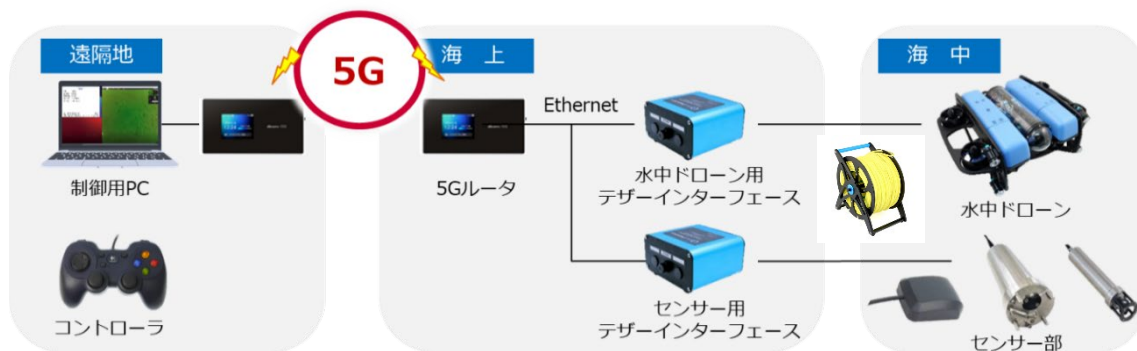 遠隔地
5G
海 上
海 中
Ethernet
制御用PC
5Gルータ
水中ドローン用
テザーインターフェース
水中ドローン
コントローラ
センサー用
テザーインターフェース
センサー部